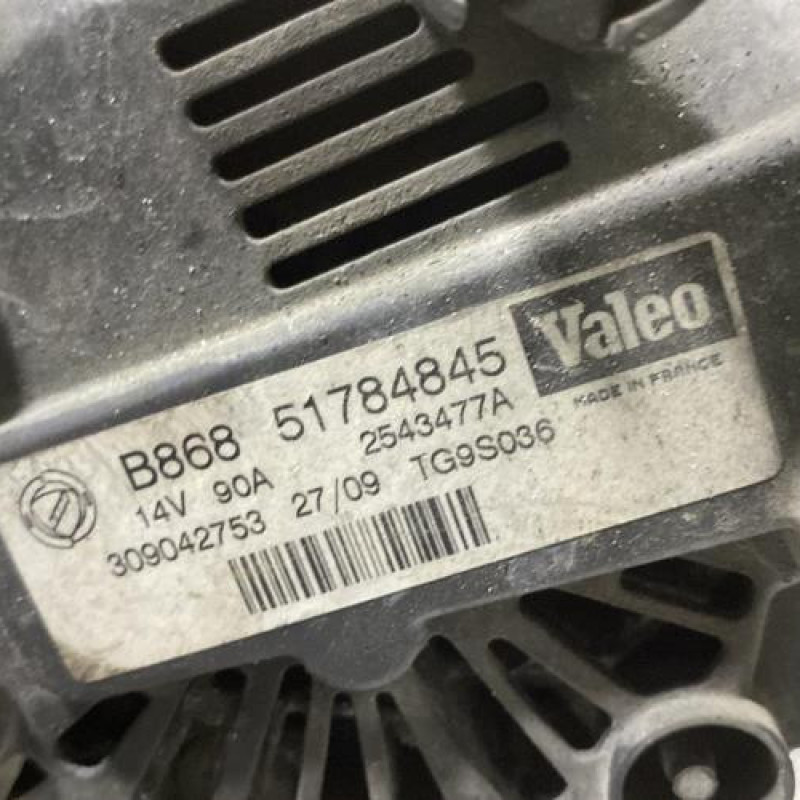 Valeo
MADE IN FRANCE
B868 51784845
14V 90A 2543477A
309042753 27/09 TG9S036